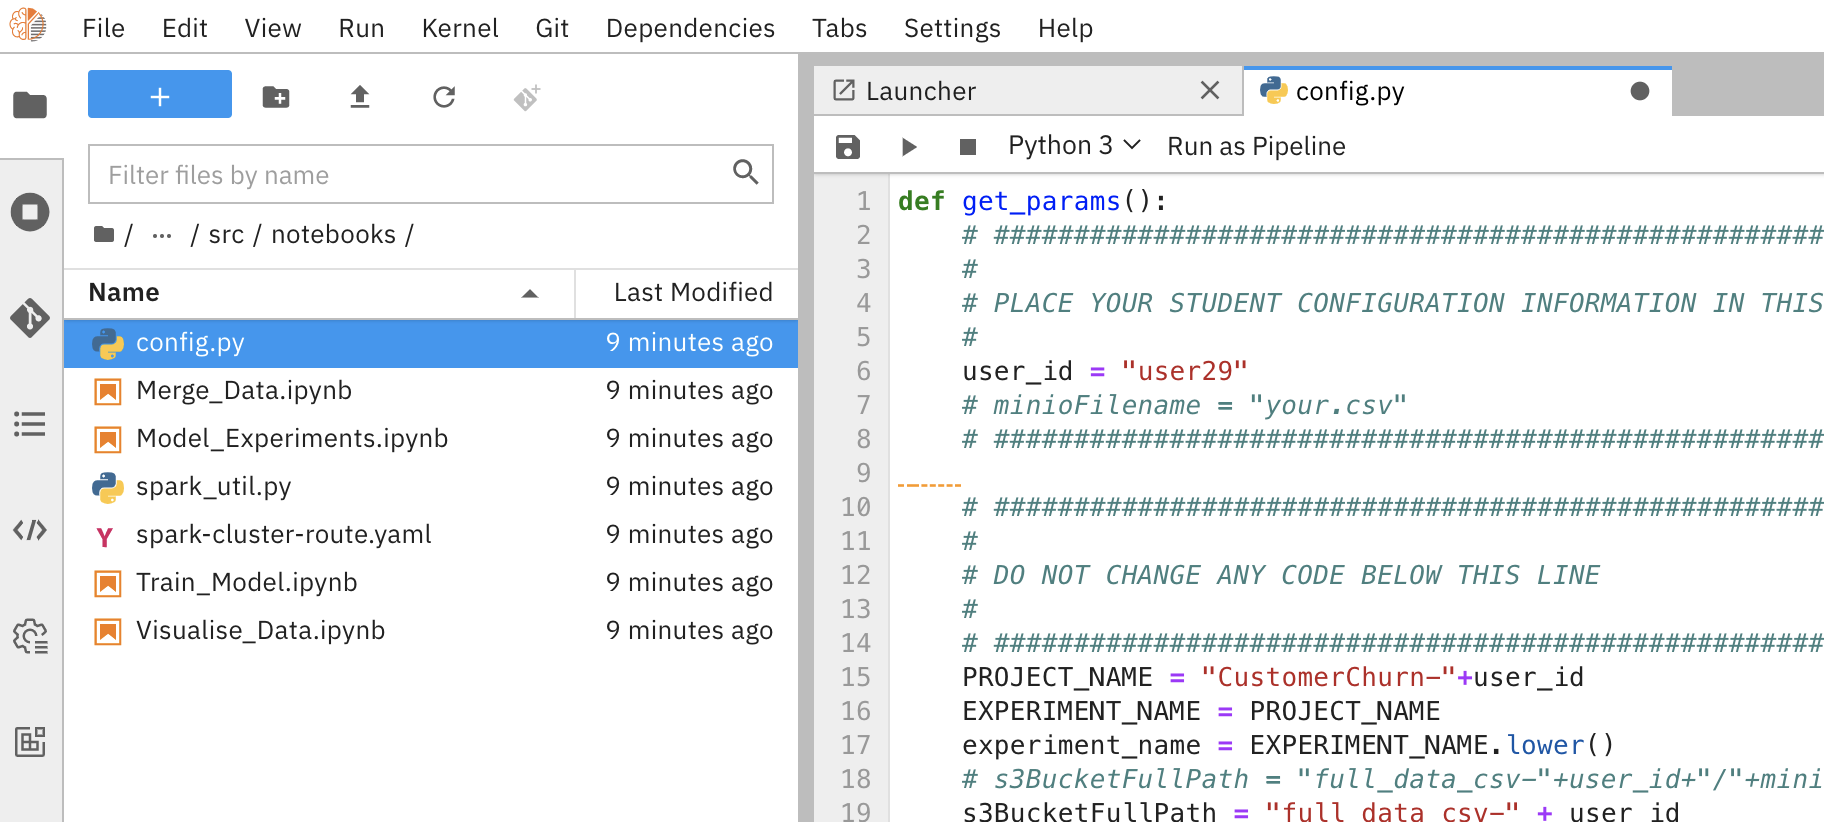 File Edit View Run Kernel Git Dependencies Tabs Settings Help
+
Filter files by name
/ ··· / src / notebooks /
Name Last Modified
config.py 9 minutes ago
Merge_Data.ipynb 9 minutes ago
Model_Experiments.ipynb 9 minutes ago
spark_util.py 9 minutes ago
Y spark-cluster-route.yaml 9 minutes ago
Train_Model.ipynb 9 minutes ago
Visualise_Data.ipynb 9 minutes ago
Launcher config.py
Python 3 Run as Pipeline
1 def get_params():
2 # ####################################################
3 #
4 # PLACE YOUR STUDENT CONFIGURATION INFORMATION IN THIS
5 #
6 user_id = "user29"
7 # minioFilename = "your.csv"
8 # ####################################################
9
10 # ####################################################
11 #
12 # DO NOT CHANGE ANY CODE BELOW THIS LINE
13 #
14 # ####################################################
15 PROJECT_NAME = "CustomerChurn-"+user_id
16 EXPERIMENT_NAME = PROJECT_NAME
17 experiment_name = EXPERIMENT_NAME.lower()
18 # s3BucketFullPath = "full_data_csv-"+user_id+"/"+mini
19 s3BucketFullPath = "full_data_csv-" + user_id